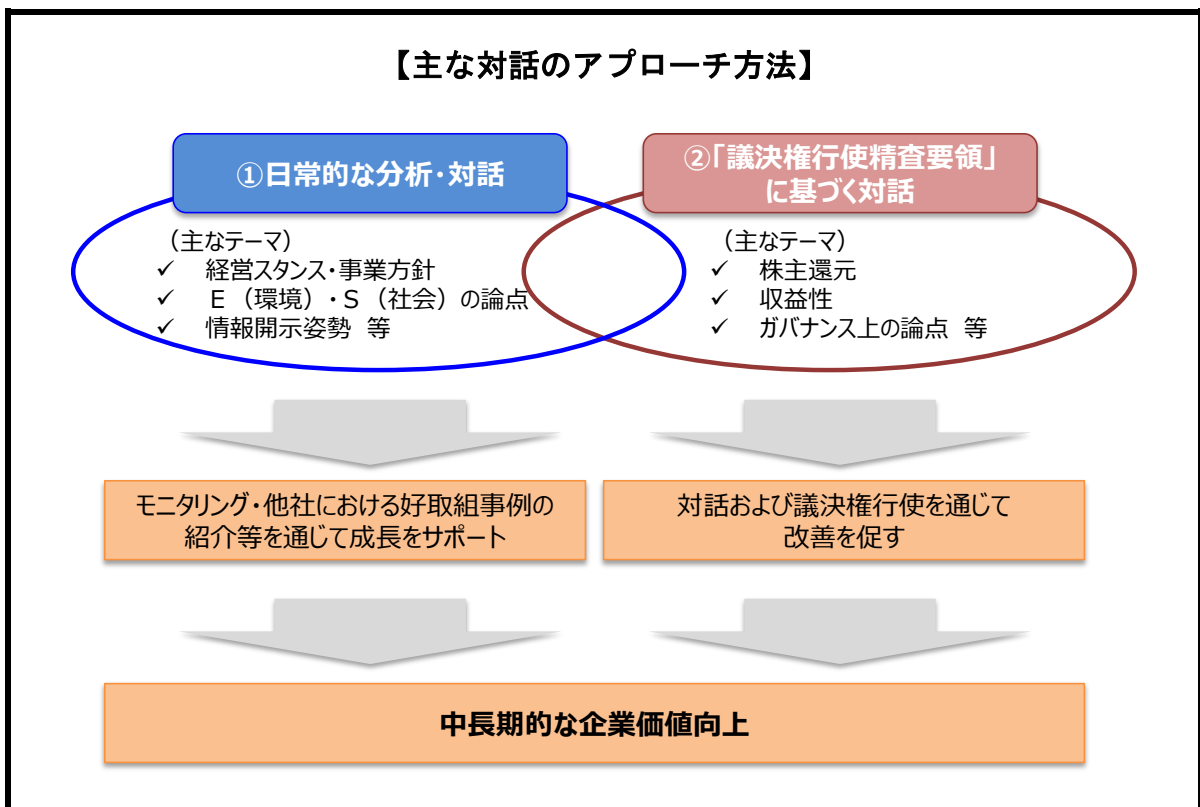 【主な対話のアプローチ方法】
①日常的な分析・対話
（主なテーマ）
✓ 経営スタンス・事業方針
✓ E（環境）・S（社会）の論点
✓ 情報開示姿勢 等
②「議決権行使精査要領」
に基づく対話
（主なテーマ）
✓ 株主還元
✓ 収益性
✓ ガバナンス上の論点 等
モニタリング・他社における好取組事例の
紹介等を通じて成長をサポート
対話および議決権行使を通じて
改善を促す
中長期的な企業価値向上